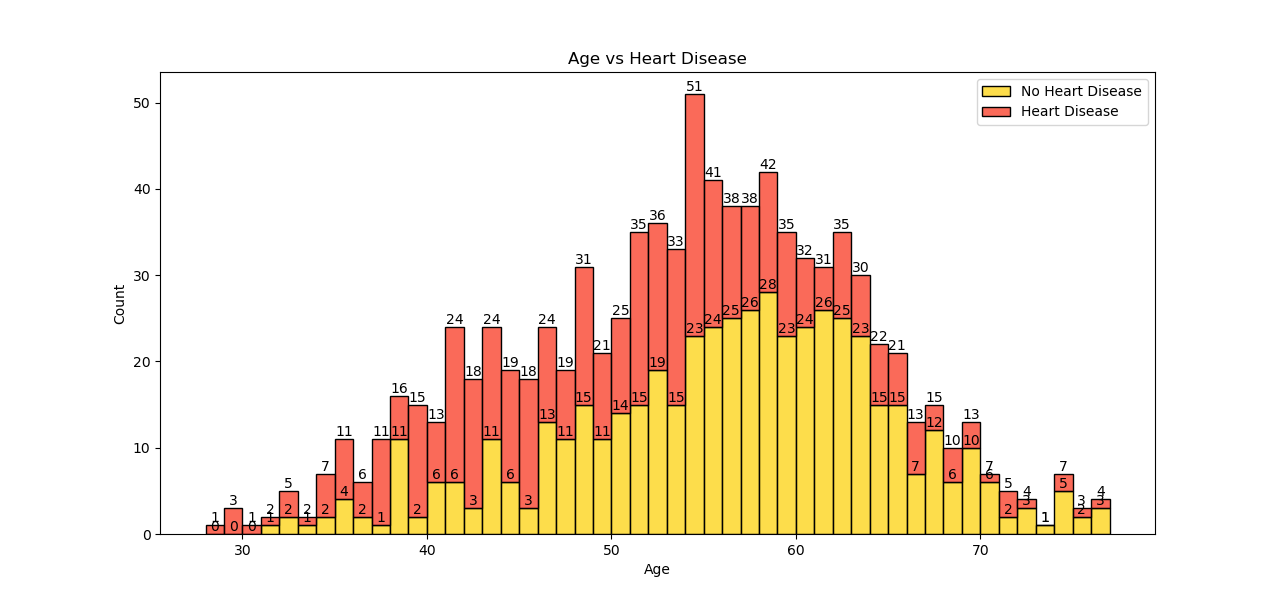 Age vs Heart Disease
No Heart Disease
Heart Disease
Count
50
40
30
20
10
0
1 3 1 2 5 2 7 11 6 11 16 15 13 24 18 24 19 18 24 19 31 21 25 35 36 33 51 41 38 38 42 35 32 31 35 30 22 21 13 15 10 13 7 5 4 1 7 3 4
0 0 0 1 2 1 2 4 2 1 11 2 6 6 3 11 6 3 13 11 15 11 14 15 19 15 23 24 25 26 28 23 24 26 25 23 15 15 7 12 6 10 6 2 3 1 5 2 3
30 40 50 60 70
Age